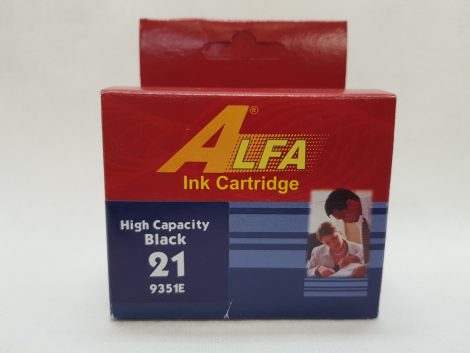 ALFA®
Ink Cartridge
High Capacity
Black
21
9351E